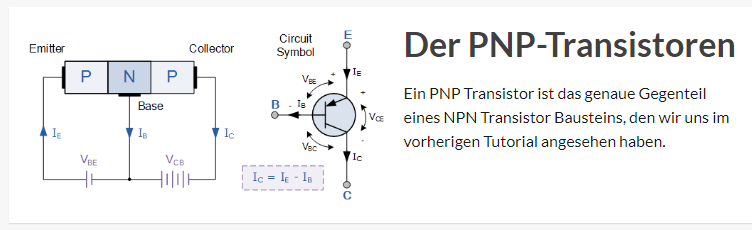 Emitter
Collector
P N P
Base
IE IB IC
VBE VCB
Circuit
Symbol
E
IE
VBE
+
+
B - IB
VCE
VBC
-
-
IC
IC = IE - IB
C
Der PNP-Transistoren
Ein PNP Transistor ist das genaue Gegenteil
eines NPN Transistor Bausteins, den wir uns im
vorherigen Tutorial angesehen haben.